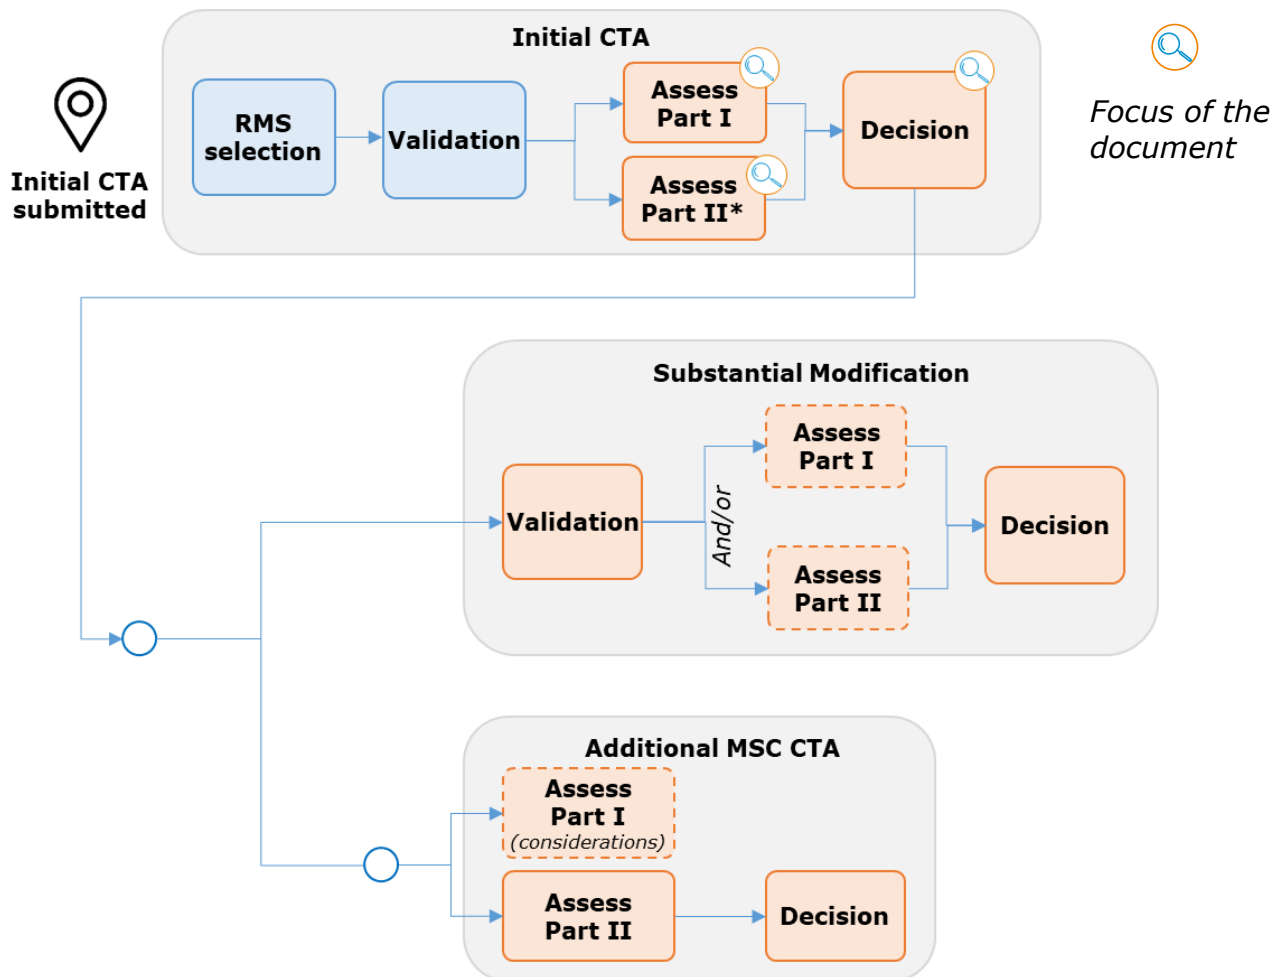 Initial CTA
Initial CTA
submitted
RMS
selection
Validation
Assess
Part I
Assess
Part II*
Decision
Focus of the
document
Substantial Modification
Validation
And/or
Assess
Part I
Assess
Part II
Decision
Additional MSC CTA
Assess
Part I
(considerations)
Assess
Part II
Decision